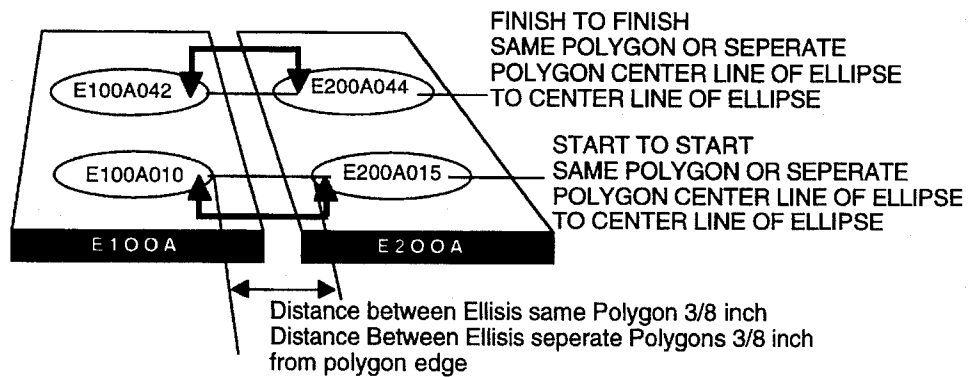 FINISH TO FINISH
SAME POLYGON OR SEPERATE
POLYGON CENTER LINE OF ELLIPSE
TO CENTER LINE OF ELLIPSE
E100A042
E200A044
START TO START
SAME POLYGON OR SEPERATE
POLYGON CENTER LINE OF ELLIPSE
TO CENTER LINE OF ELLIPSE
E100A010
E200A015
E100A
E200A
Distance between Ellisis same Polygon 3/8 inch
Distance Between Ellisis seperate Polygons 3/8 inch
from polygon edge